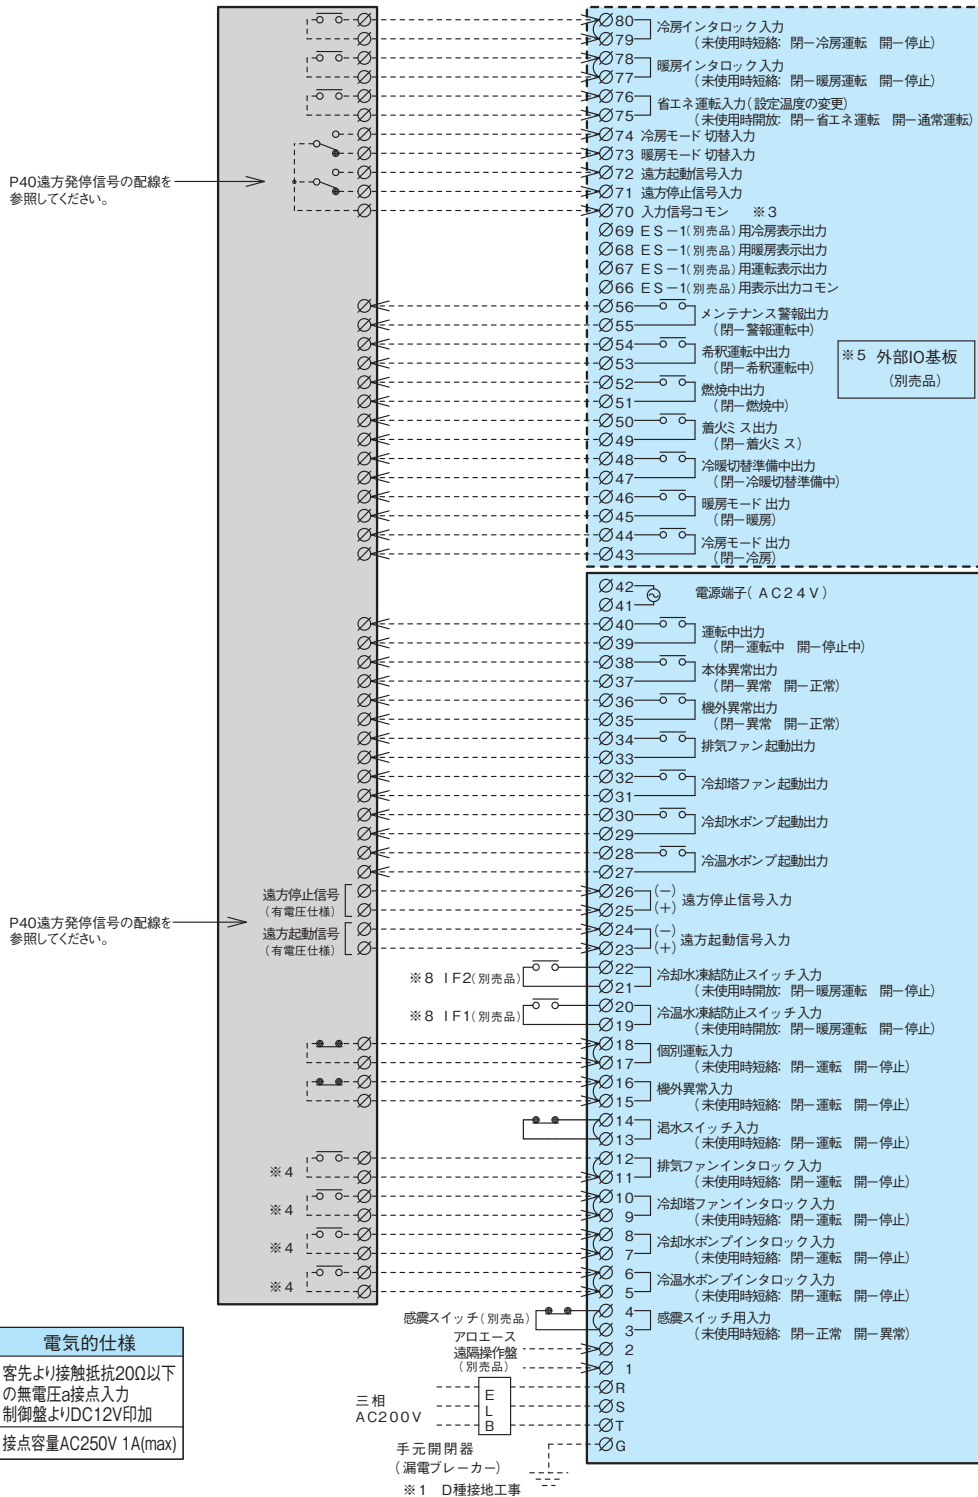 80 冷房インタロック入力
79 （未使用時短絡: 閉ー冷房運転 開ー停止）
78 暖房インタロック入力
77 （未使用時短絡: 閉ー暖房運転 開ー停止）
76 省エネ運転入力（設定温度の変更）
75 （未使用時開放: 閉ー省エネ運転 開ー通常運転）
74 冷房モード切替入力
73 暖房モード切替入力
72 遠方起動信号入力
71 遠方停止信号入力
70 入力信号コモン ※3
P40遠方発停信号の配線を
参照してください。
69 ES－1（別売品）用冷房表示出力
68 ES－1（別売品）用暖房表示出力
67 ES－1（別売品）用運転表示出力
66 ES－1（別売品）用表示出力コモン
56 メンテナンス警報出力
55 （閉ー警報運転中）
54 希釈運転中出力
53 （閉ー希釈運転中）
※5 外部IO基板
（別売品）
52 燃焼中出力
51 （閉ー燃焼中）
50 着火ミス出力
49 （閉ー着火ミス）
48 冷暖切替準備中出力
47 （閉ー冷暖切替準備中）
46 暖房モード出力
45 （閉ー暖房）
44 冷房モード出力
43 （閉ー冷房）
42 電源端子（AC24V）
41
40 運転中出力
39 （閉ー運転中 開ー停止中）
38 本体異常出力
37 （閉ー異常 開ー正常）
36 機外異常出力
35 （閉ー異常 開ー正常）
34 排気ファン起動出力
33
32 冷却塔ファン起動出力
31
30 冷却水ポンプ起動出力
29
28 冷温水ポンプ起動出力
27
遠方停止信号
（有電圧仕様）
26 (－) 遠方停止信号入力
25 (＋)
P40遠方発停信号の配線を
参照してください。
遠方起動信号
（有電圧仕様）
24 (－) 遠方起動信号入力
23 (＋)
※8 IF2（別売品）
22 冷却水凍結防止スイッチ入力
21 （未使用時開放: 閉ー暖房運転 開ー停止）
※8 IF1（別売品）
20 冷温水凍結防止スイッチ入力
19 （未使用時開放: 閉ー暖房運転 開ー停止）
18 個別運転入力
17 （未使用時短絡: 閉ー運転 開ー停止）
16 機外異常入力
15 （未使用時短絡: 閉ー運転 開ー停止）
14 渇水スイッチ入力
13 （未使用時短絡: 閉ー運転 開ー停止）
※4
12 排気ファンインタロック入力
11 （未使用時短絡: 閉ー運転 開ー停止）
※4
10 冷却塔ファンインタロック入力
9 （未使用時短絡: 閉ー運転 開ー停止）
※4
8 冷却水ポンプインタロック入力
7 （未使用時短絡: 閉ー運転 開ー停止）
※4
6 冷温水ポンプインタロック入力
5 （未使用時短絡: 閉ー運転 開ー停止）
感震スイッチ（別売品）
4 感震スイッチ用入力
3 （未使用時短絡: 閉ー正常 開ー異常）
アロエース
遠隔操作盤
（別売品）
2
1
三相
AC200V
ELB
R
S
T
G
手元開閉器
（漏電ブレーカー）
※1 D種接地工事
電気的仕様
客先より接触抵抗20Ω以下
の無電圧a接点入力
制御盤よりDC12V印加
接点容量AC250V 1A(max)